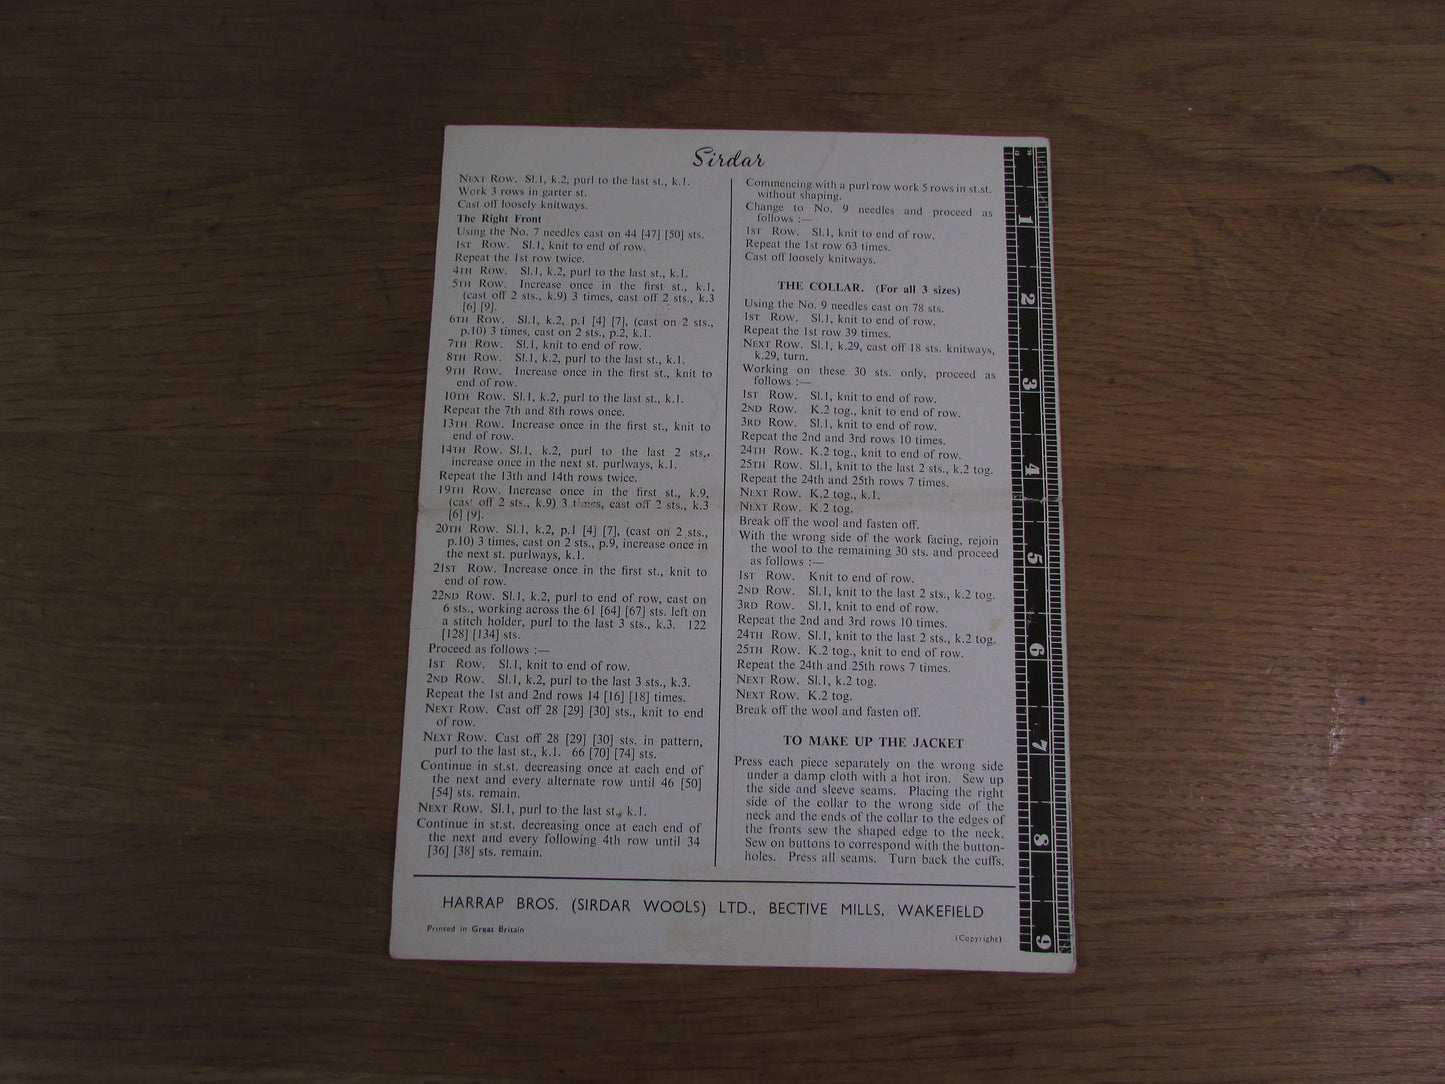 Sirdar
NEXT ROW. Sl.1, k.2, purl to the last st., k.1.
Work 3 rows in garter st.
Cast off loosely knitways.
The Right Front
Using the No. 7 needles cast on 44 [47] [50] sts.
1ST ROW. Sl.1, knit to end of row.
Repeat the 1st row twice.
4TH ROW. Sl.1, k.2, purl to the last st., k.1.
5TH ROW. Increase once in the first st., k.1,
(cast off 2 sts., k.9) 3 times, cast off 2 sts., k.3
[6] [9].
6TH ROW. Sl.1, k.2, p.1 [4] [7], (cast on 2 sts.,
p.10) 3 times, cast on 2 sts., p.2, k.1.
7TH ROW. Sl.1, knit to end of row.
8TH ROW. Sl.1, k.2, purl to the last st., k.1.
9TH ROW. Increase once in the first st., knit to
end of row.
10TH ROW. Sl.1, k.2, purl to the last st., k.1.
Repeat the 7th and 8th rows once.
13TH ROW. Increase once in the first st., knit to
end of row.
14TH ROW. Sl.1, k.2, purl to the last 2 sts.,
increase once in the next st. purlways, k.1.
Repeat the 13th and 14th rows twice.
19TH ROW. Increase once in the first st., k.9,
(cast off 2 sts., k.9) 3 times, cast off 2 sts., k.3
[6] [9].
20TH ROW. Sl.1, k.2, p.1 [4] [7], (cast on 2 sts.,
p.10) 3 times, cast on 2 sts., p.9, increase once in
the next st. purlways, k.1.
21ST ROW. Increase once in the first st., knit to
end of row.
22ND ROW. Sl.1, k.2, purl to end of row, cast on
6 sts., working across the 61 [64] [67] sts. left on
a stitch holder, purl to the last 3 sts., k.3. 122
[128] [134] sts.
Proceed as follows :—
1ST ROW. Sl.1, knit to end of row.
2ND ROW. Sl.1, k.2, purl to the last 3 sts., k.3.
Repeat the 1st and 2nd rows 14 [16] [18] times.
NEXT ROW. Cast off 28 [29] [30] sts., knit to end
of row.
NEXT ROW. Cast off 28 [29] [30] sts. in pattern,
purl to the last st., k.1. 66 [70] [74] sts.
Continue in st.st. decreasing once at each end of
the next and every alternate row until 46 [50]
[54] sts. remain.
NEXT ROW. Sl.1, purl to the last st., k.1.
Continue in st.st. decreasing once at each end of
the next and every following 4th row until 34
[36] [38] sts. remain.
Commencing with a purl row work 5 rows in st.st.
without shaping.
Change to No. 9 needles and proceed as
follows :—
1ST ROW. Sl.1, knit to end of row.
Repeat the 1st row 63 times.
Cast off loosely knitways.
THE COLLAR. (For all 3 sizes)
Using the No. 9 needles cast on 78 sts.
1ST ROW. Sl.1, knit to end of row.
Repeat the 1st row 39 times.
NEXT ROW. Sl.1, k.29, cast off 18 sts. knitways,
k.29, turn.
Working on these 30 sts. only, proceed as
follows :—
1ST ROW. Sl.1, knit to end of row.
2ND ROW. K.2 tog., knit to end of row.
3RD ROW. Sl.1, knit to end of row.
Repeat the 2nd and 3rd rows 10 times.
24TH ROW. K.2 tog., knit to end of row.
25TH ROW. Sl.1, knit to the last 2 sts., k.2 tog.
Repeat the 24th and 25th rows 7 times.
NEXT ROW. K.2 tog., k.1.
NEXT ROW. K.2 tog.
Break off the wool and fasten off.
With the wrong side of the work facing, rejoin
the wool to the remaining 30 sts. and proceed
as follows :—
1ST ROW. Knit to end of row.
2ND ROW. Sl.1, knit to the last 2 sts., k.2 tog.
3RD ROW. Sl.1, knit to end of row.
Repeat the 2nd and 3rd rows 10 times.
24TH ROW. Sl.1, knit to the last 2 sts., k.2 tog.
25TH ROW. K.2 tog., knit to end of row.
Repeat the 24th and 25th rows 7 times.
NEXT ROW. Sl.1, k.2 tog.
NEXT ROW. K.2 tog.
Break off the wool and fasten off.
TO MAKE UP THE JACKET
Press each piece separately on the wrong side
under a damp cloth with a hot iron. Sew up
the side and sleeve seams. Placing the right
side of the collar to the wrong side of the
neck and the ends of the collar to the edges of
the fronts sew the shaped edge to the neck.
Sew on buttons to correspond with the button-
holes. Press all seams. Turn back the cuffs.
HARRAP BROS. (SIRDAR WOOLS) LTD., BECTIVE MILLS, WAKEFIELD
Printed in Great Britain
(Copyright)
1
2
3
4
5
6
7
8
9